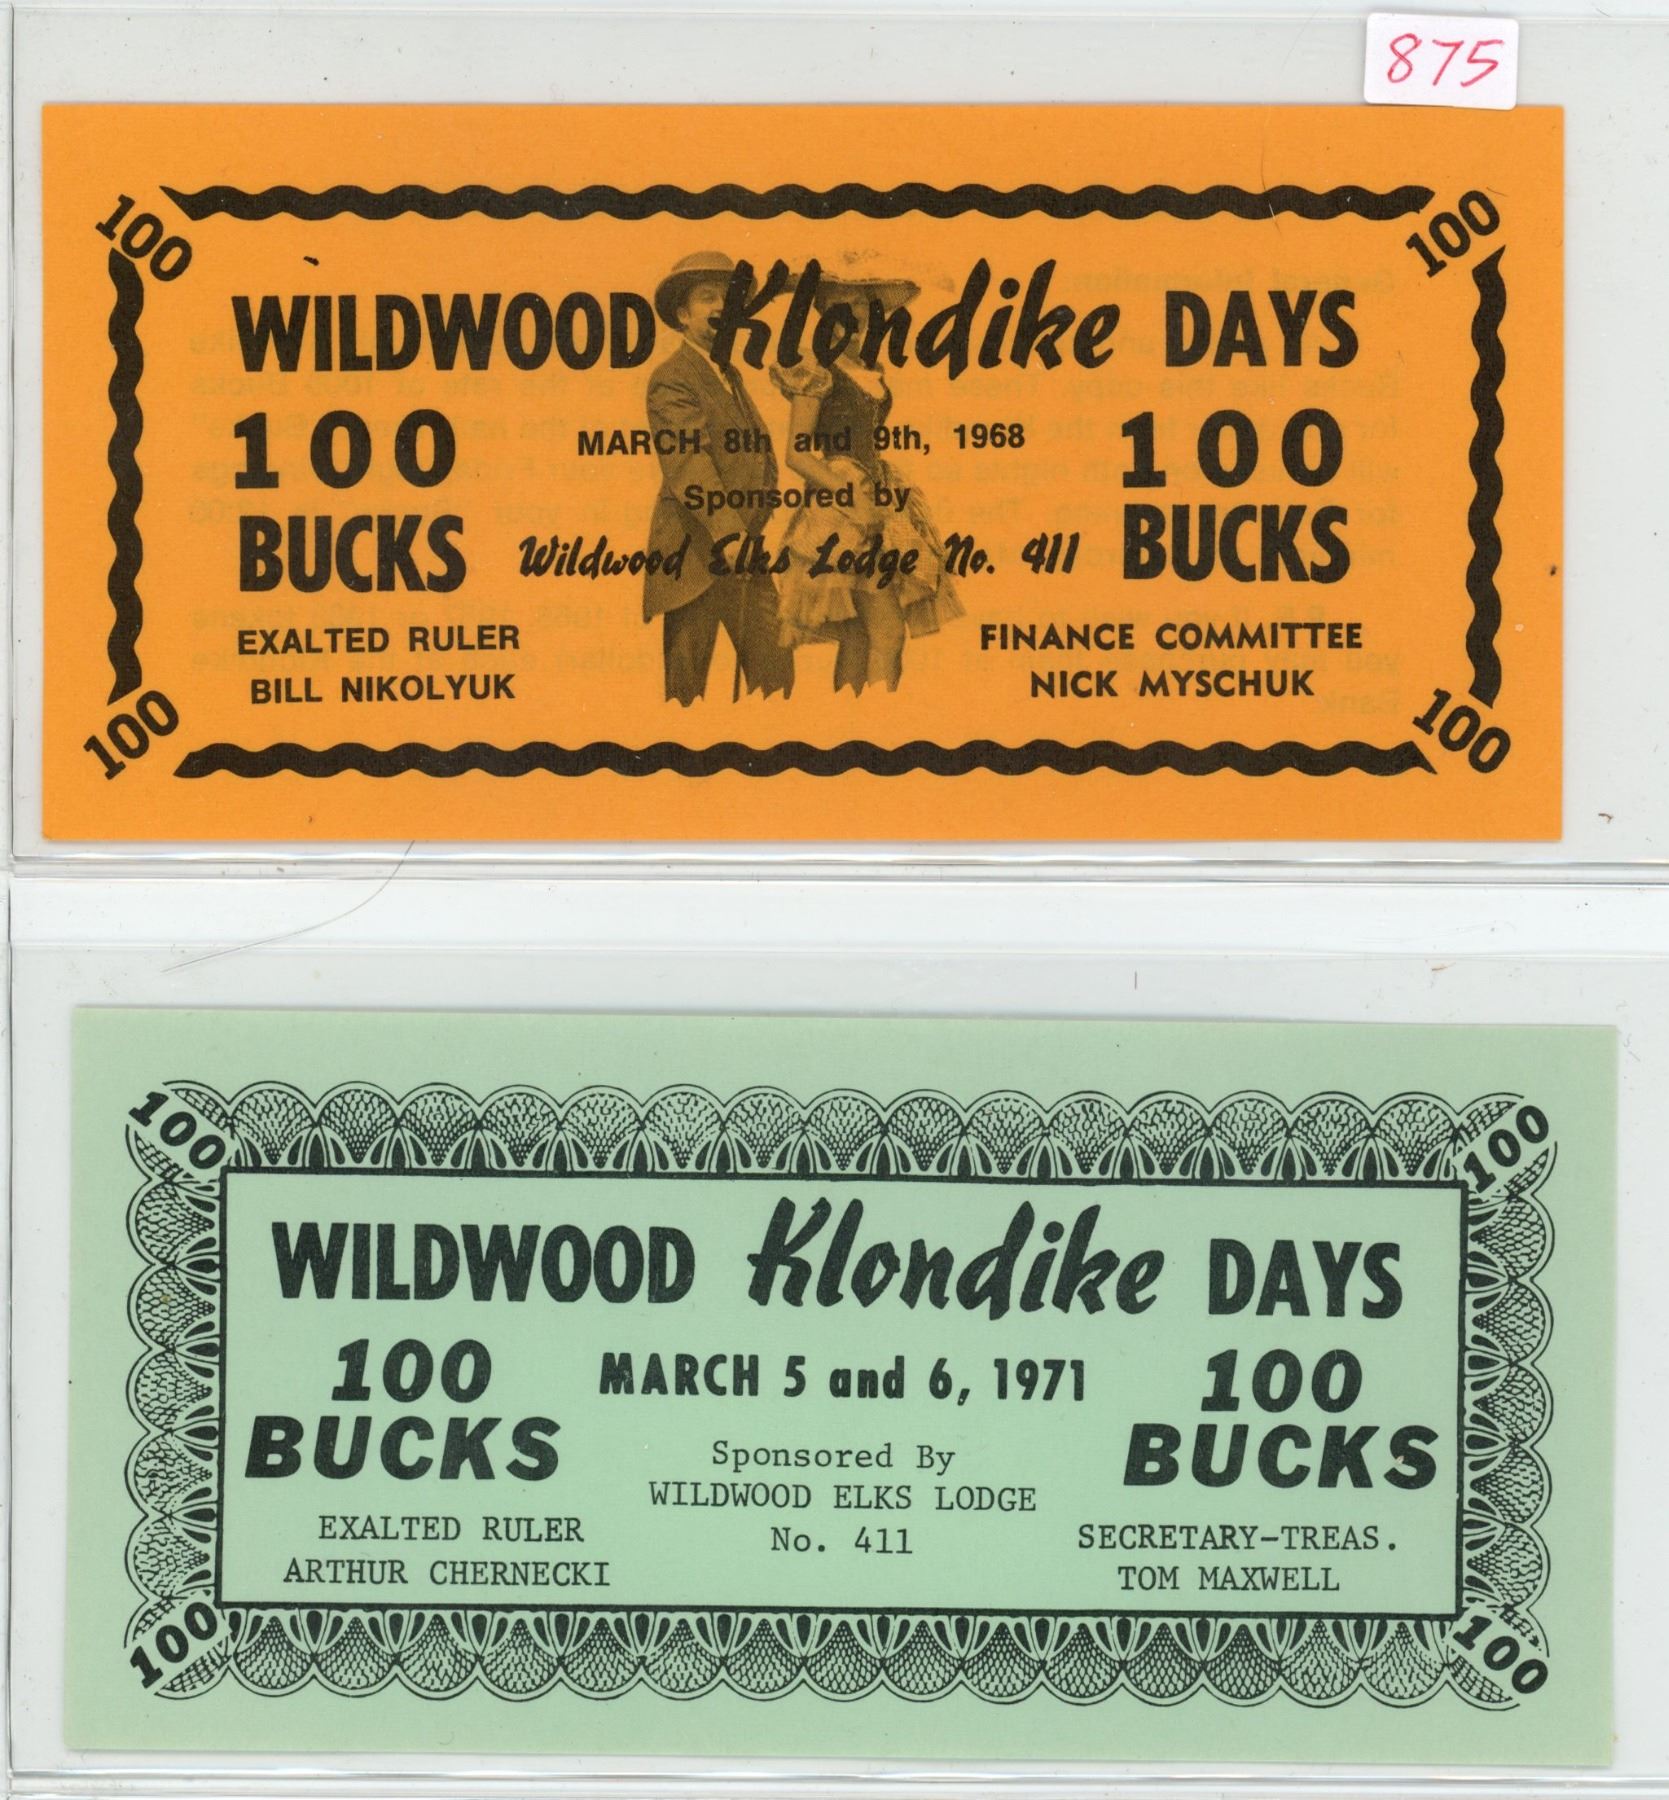 875
100 100
WILDWOOD Klondike DAYS
100 BUCKS
MARCH 8th and 9th, 1968
Sponsored by
Wildwood Elks Lodge No. 411
100 BUCKS
EXALTED RULER
BILL NIKOLYUK
FINANCE COMMITTEE
NICK MYSCHUK
100 100
100 100
WILDWOOD Klondike DAYS
100 BUCKS
MARCH 5 and 6, 1971
100 BUCKS
Sponsored By
WILDWOOD ELKS LODGE
No. 411
EXALTED RULER
ARTHUR CHERNECKI
SECRETARY-TREAS.
TOM MAXWELL
100 100